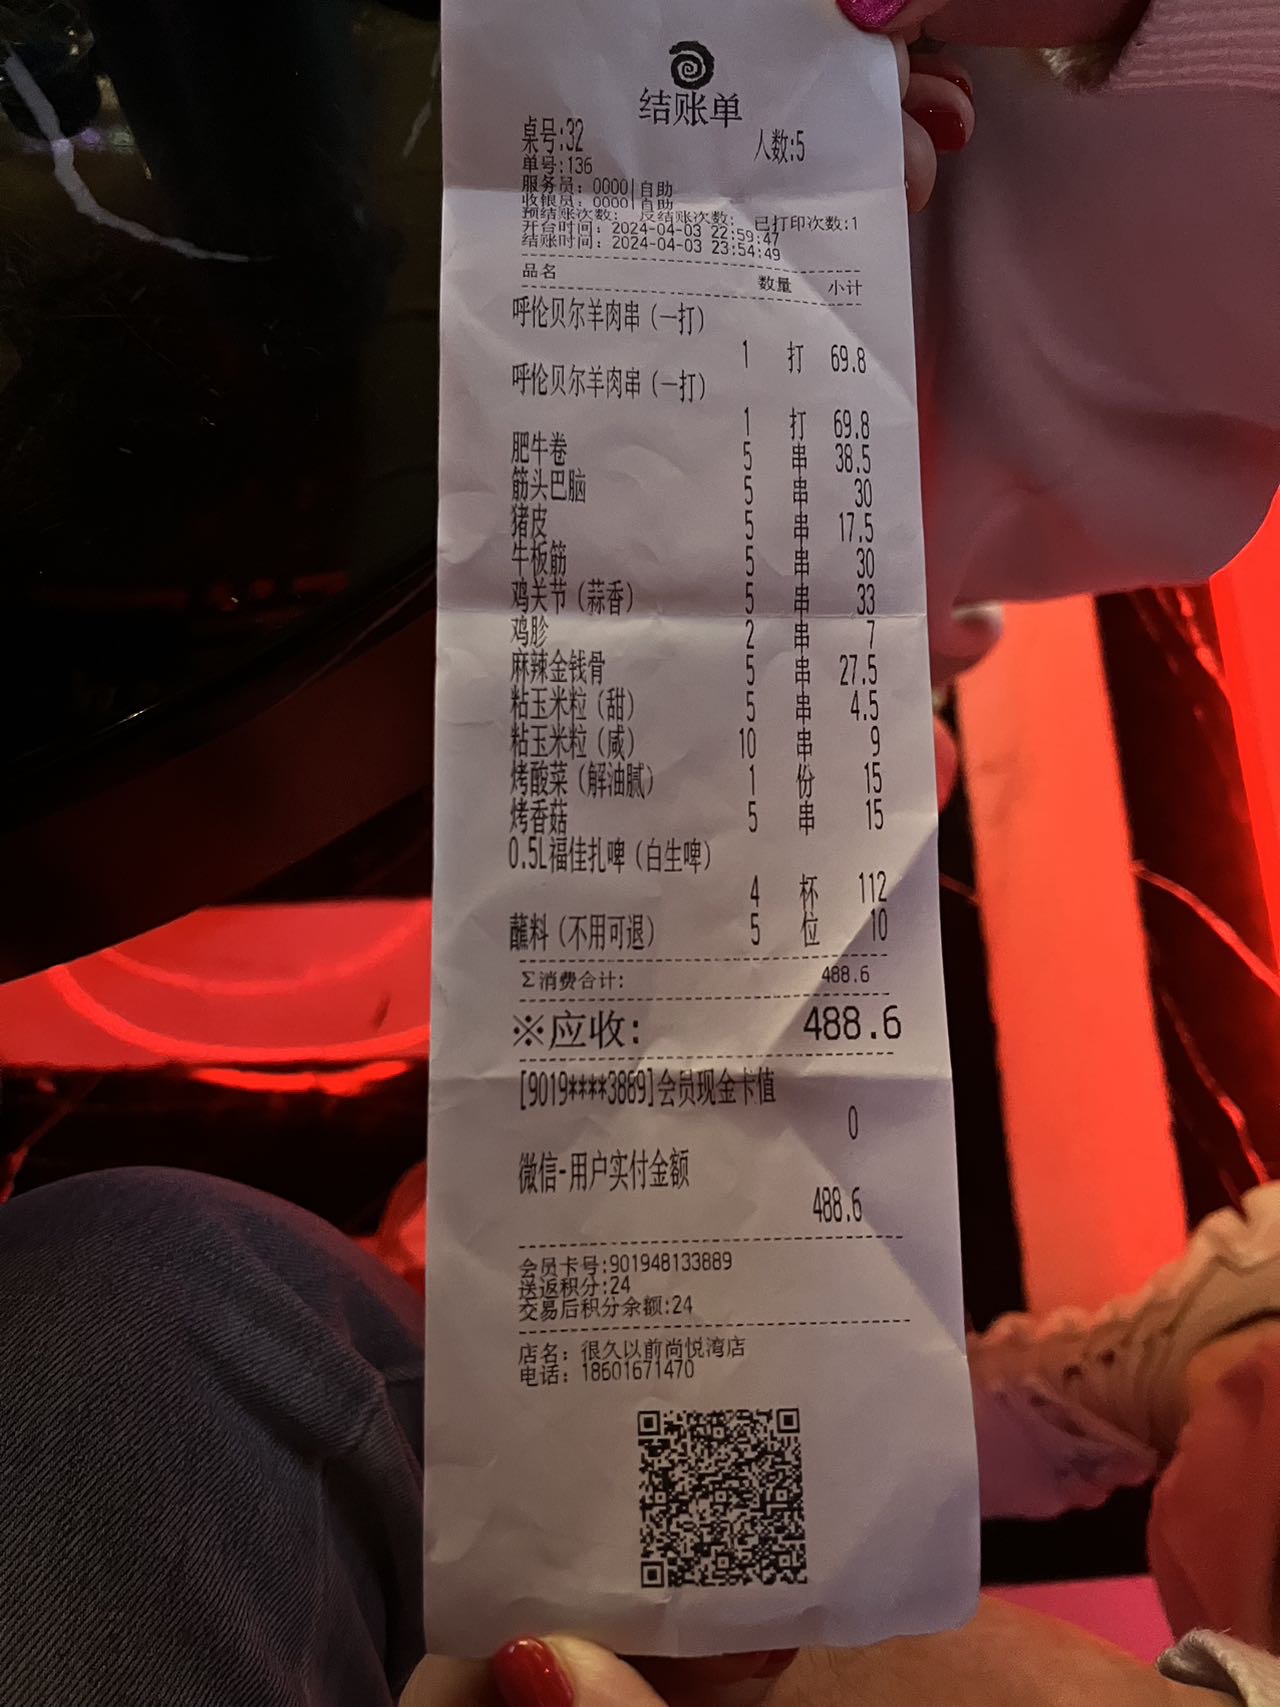 结账单
桌号:32 人数:5
单号:136
服务员: 0000|自助
收银员: 0000|自助
预结账次数: 反结账次数: 已打印次数:1
开台时间: 2024-04-03 22:59:47
结账时间: 2024-04-03 23:54:49
品名 数量 小计
呼伦贝尔羊肉串(一打)
1 打 69.8
呼伦贝尔羊肉串(一打)
1 打 69.8
肥牛卷 5 串 38.5
筋头巴脑 5 串 30
猪皮 5 串 17.5
牛板筋 5 串 30
鸡关节(蒜香) 5 串 33
鸡胗 2 串 7
麻辣金钱骨 5 串 27.5
粘玉米粒(甜) 5 串 4.5
粘玉米粒(咸) 10 串 9
烤酸菜(解油腻) 1 份 15
烤香菇 5 串 15
0.5L福佳扎啤(白生啤)
4 杯 112
蘸料(不用可退) 5 位 10
Σ消费合计: 488.6
※应收: 488.6
[9019****3889]会员现金卡值
0
微信-用户实付金额
488.6
会员卡号:901948133889
送返积分:24
交易后积分余额:24
店名: 很久以前尚悦湾店
电话: 18601671470